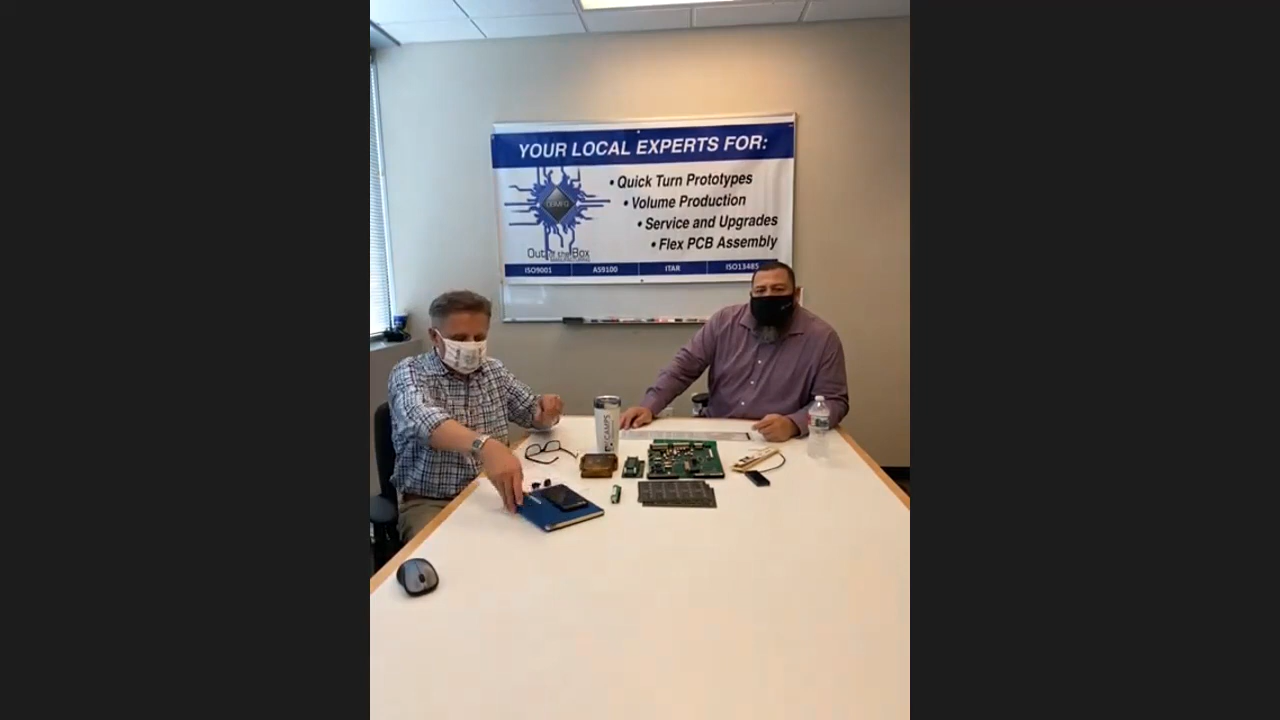 YOUR LOCAL EXPERTS FOR:
• Quick Turn Prototypes
• Volume Production
• Service and Upgrades
• Flex PCB Assembly
Out of the Box
ISO9001 AS9100 ITAR ISO13485
CAMPS